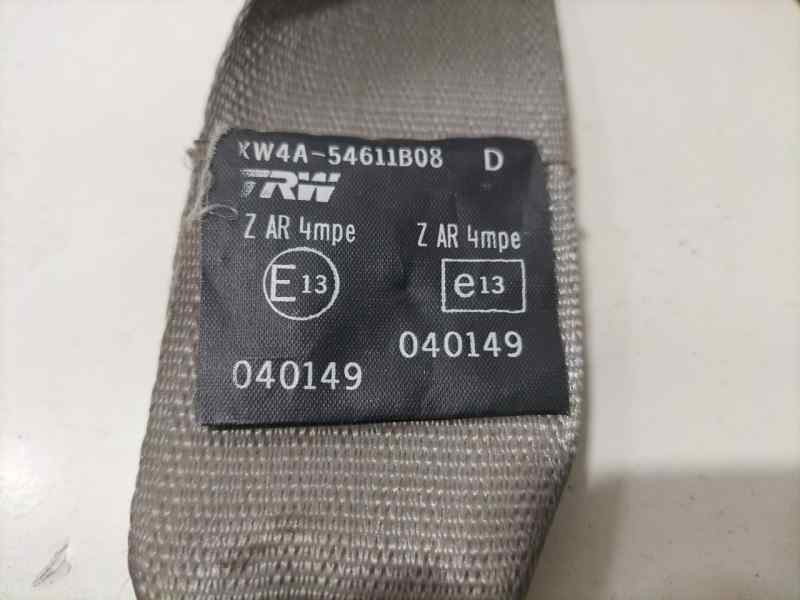 XW4A-54611B08 D
TRW
Z AR 4mpe Z AR 4mpe
E13 e13
040149 040149